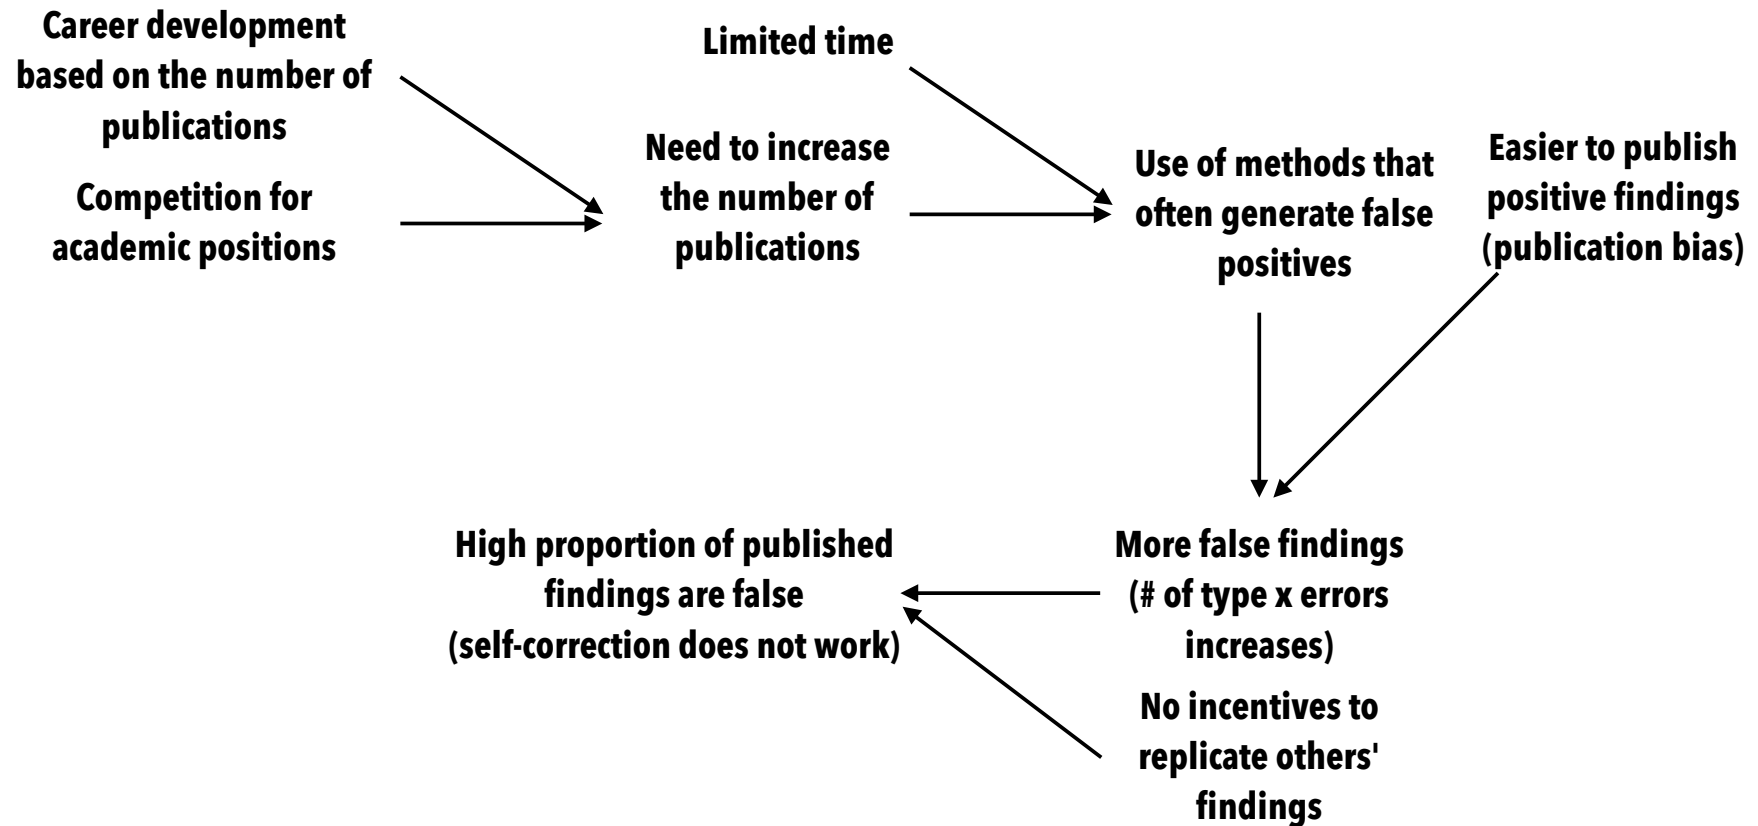 Career development
based on the number of
publications
Competition for
academic positions
Limited time
Need to increase
the number of
publications
Use of methods that
often generate false
positives
Easier to publish
positive findings
(publication bias)
High proportion of published
findings are false
(self-correction does not work)
More false findings
(# of type x errors
increases)
No incentives to
replicate others'
findings